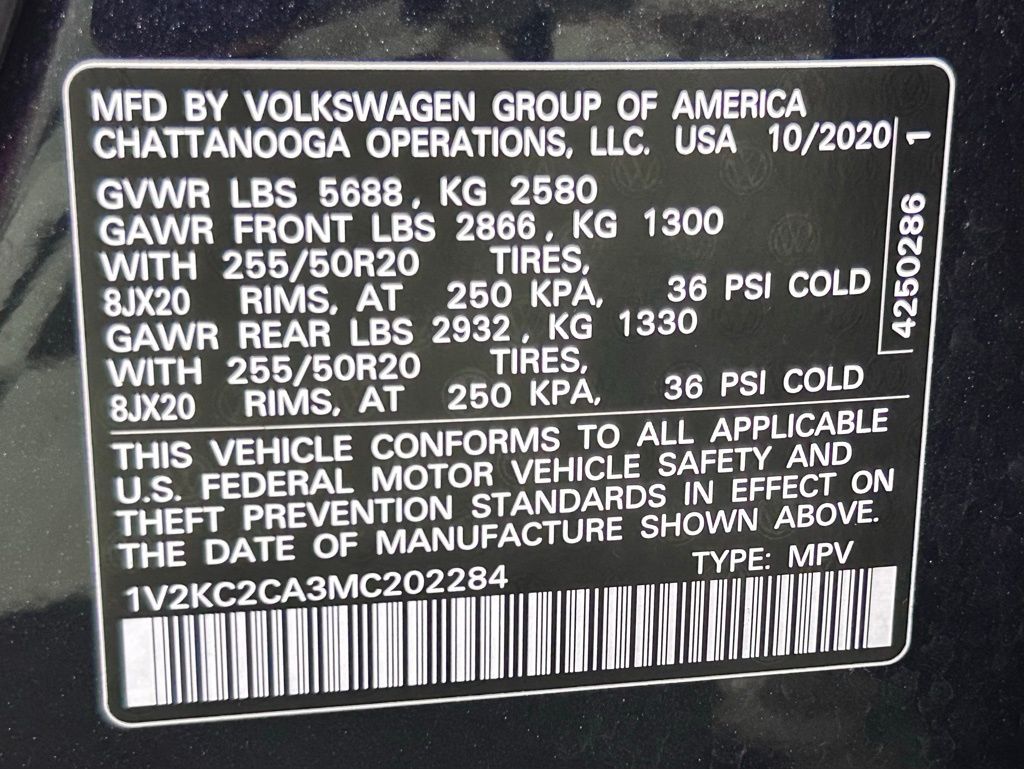 MFD BY VOLKSWAGEN GROUP OF AMERICA
CHATTANOOGA OPERATIONS, LLC. USA 10/2020
GVWR LBS 5688, KG 2580
GAWR FRONT LBS 2866, KG 1300
WITH 255/50R20 TIRES,
8JX20 RIMS, AT 250 KPA, 36 PSI COLD
GAWR REAR LBS 2932, KG 1330
WITH 255/50R20 TIRES,
8JX20 RIMS, AT 250 KPA, 36 PSI COLD
4250286 1
THIS VEHICLE CONFORMS TO ALL APPLICABLE
U.S. FEDERAL MOTOR VEHICLE SAFETY AND
THEFT PREVENTION STANDARDS IN EFFECT ON
THE DATE OF MANUFACTURE SHOWN ABOVE.
1V2KC2CA3MC202284 TYPE: MPV